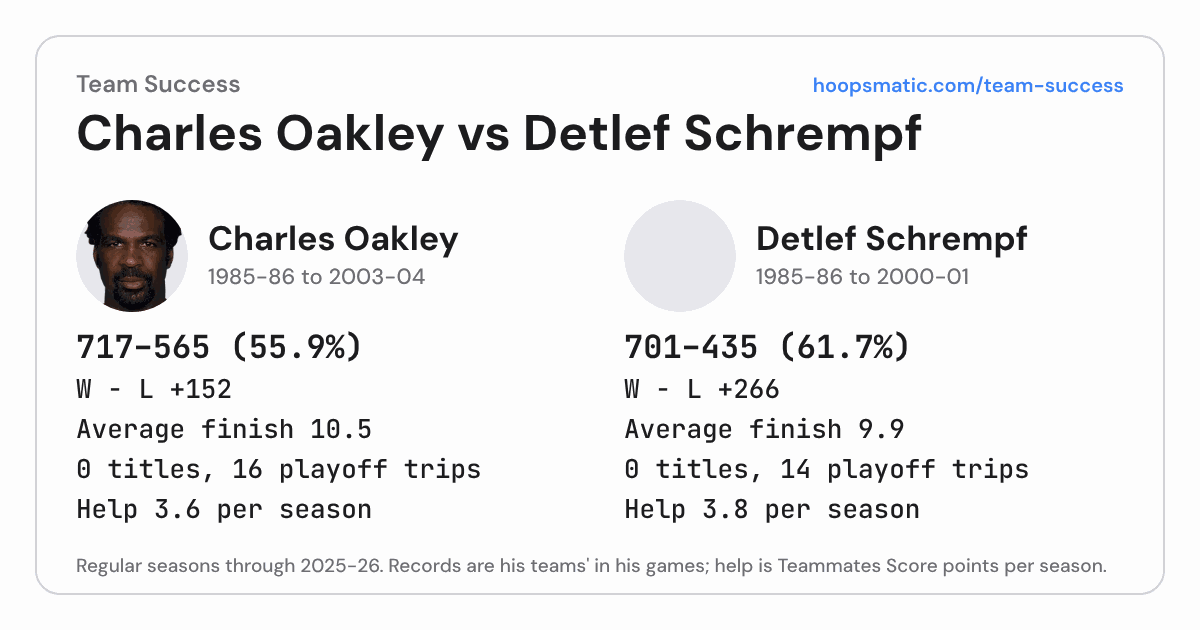 Team Success
hoopsmatic.com/team-success
Charles Oakley vs Detlef Schrempf
Charles Oakley
1985-86 to 2003-04
717-565 (55.9%)
W - L +152
Average finish 10.5
0 titles, 16 playoff trips
Help 3.6 per season
Detlef Schrempf
1985-86 to 2000-01
701-435 (61.7%)
W - L +266
Average finish 9.9
0 titles, 14 playoff trips
Help 3.8 per season
Regular seasons through 2025-26. Records are his teams' in his games; help is Teammates Score points per season.